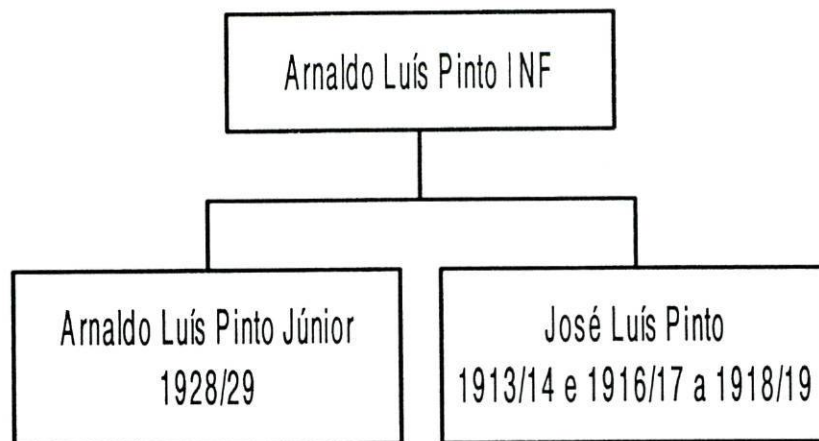 Arnaldo Luís Pinto INF
Arnaldo Luís Pinto Júnior
1928/29
José Luís Pinto
1913/14 e 1916/17 a 1918/19